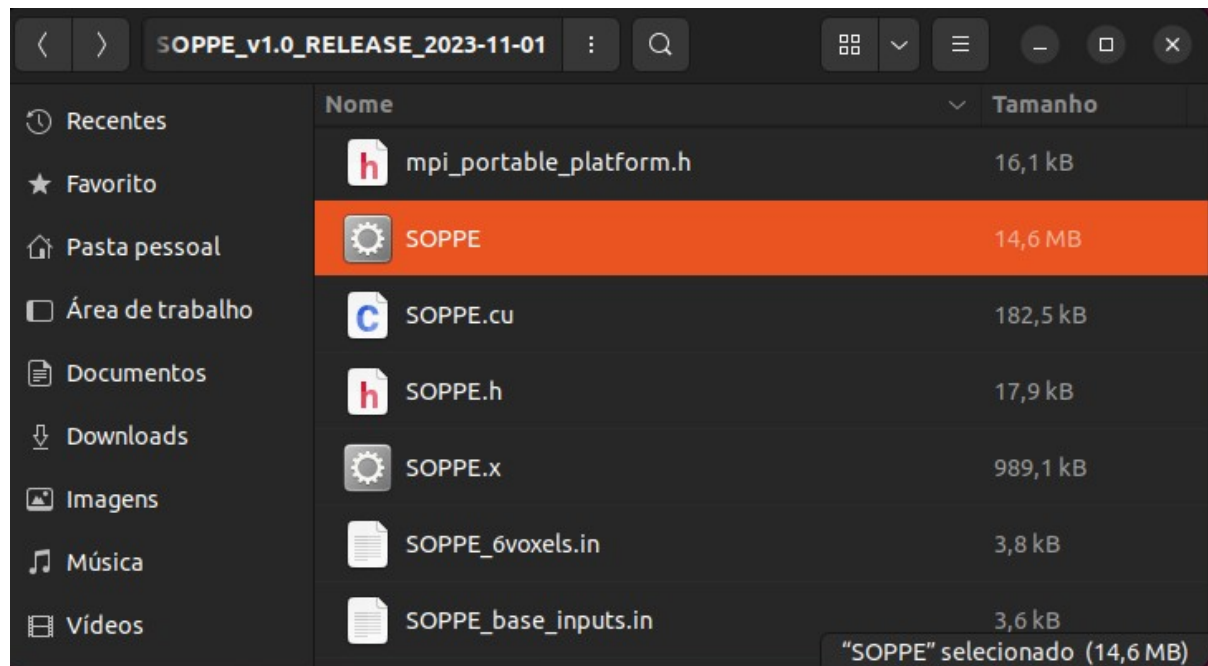 SOPPE_v1.0_RELEASE_2023-11-01
Nome Tamanho
Recentes
Favorito
Pasta pessoal
Área de trabalho
Documentos
Downloads
Imagens
Música
Vídeos
mpi_portable_platform.h 16,1 kB
SOPPE 14,6 MB
SOPPE.cu 182,5 kB
SOPPE.h 17,9 kB
SOPPE.x 989,1 kB
SOPPE_6voxels.in 3,8 kB
SOPPE_base_inputs.in 3,6 kB
“SOPPE” selecionado (14,6 MB)